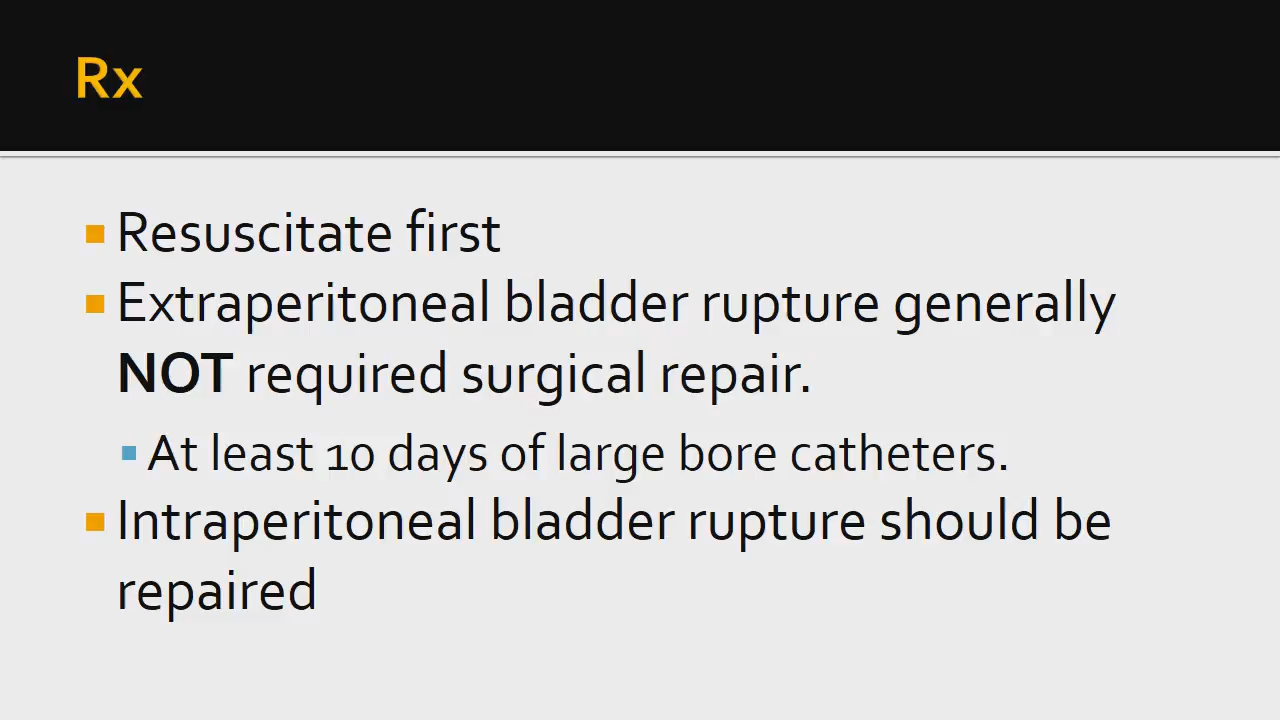 Rx
Resuscitate first
Extraperitoneal bladder rupture generally
NOT required surgical repair.
At least 10 days of large bore catheters.
Intraperitoneal bladder rupture should be
repaired